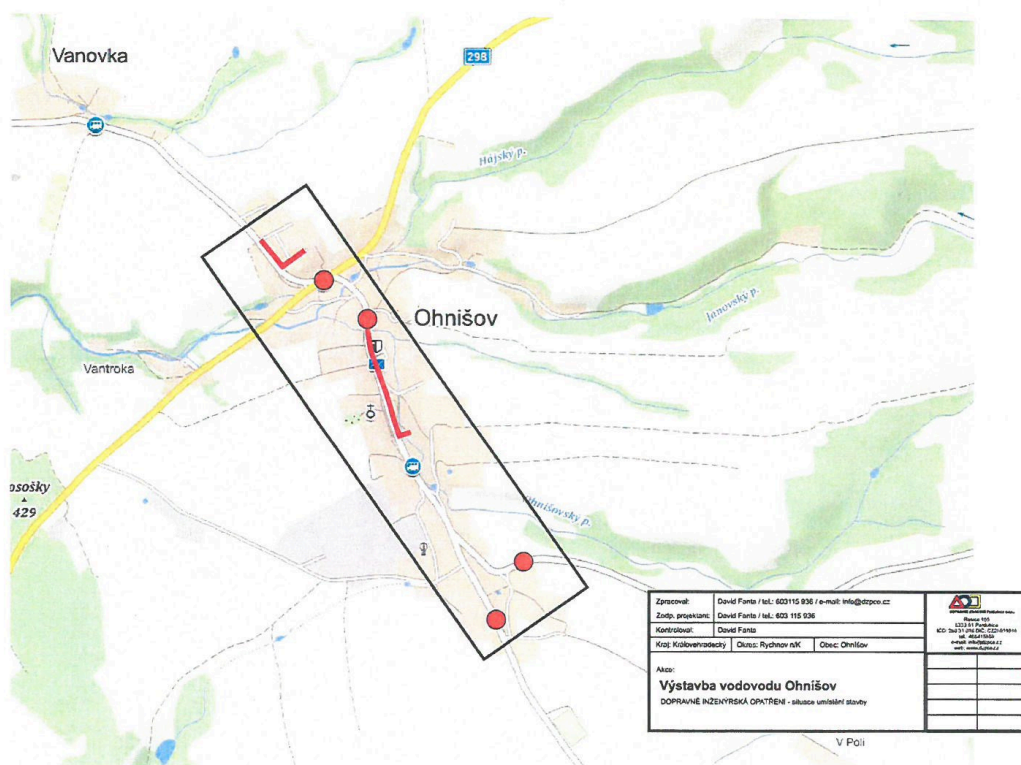 Vanovka
298
Hájský p.
Ohnišov
Janovský p.
Vantroka
osošky
429
Ohnišovský p.
Zpracoval: David Fanta / tel.: 603115 936 / e-mail: info@dzpce.cz
Zodp. projektant: David Fanta / tel.: 603 115 936
Kontroloval: David Fanta
Kraj: Královehradecký Okres: Rychnov n/K Obec: Ohnišov
Akce:
Výstavba vodovodu Ohnišov
DOPRAVNĚ INŽENÝRSKÁ OPATŘENÍ - situace umístění stavby
V Polí